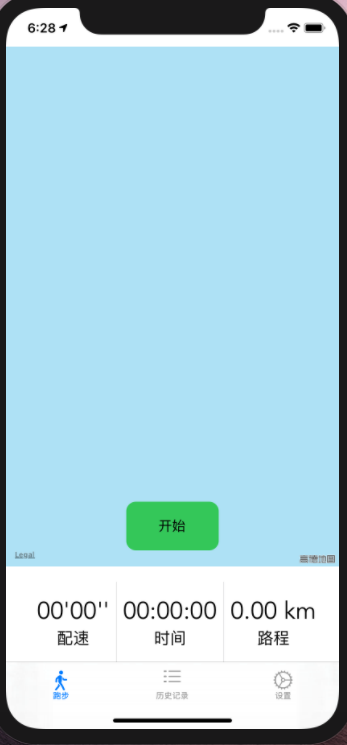 6:28
开始
Legal
高德地图
00'00''
00:00:00
0.00 km
配速
时间
路程
跑步
历史记录
设置